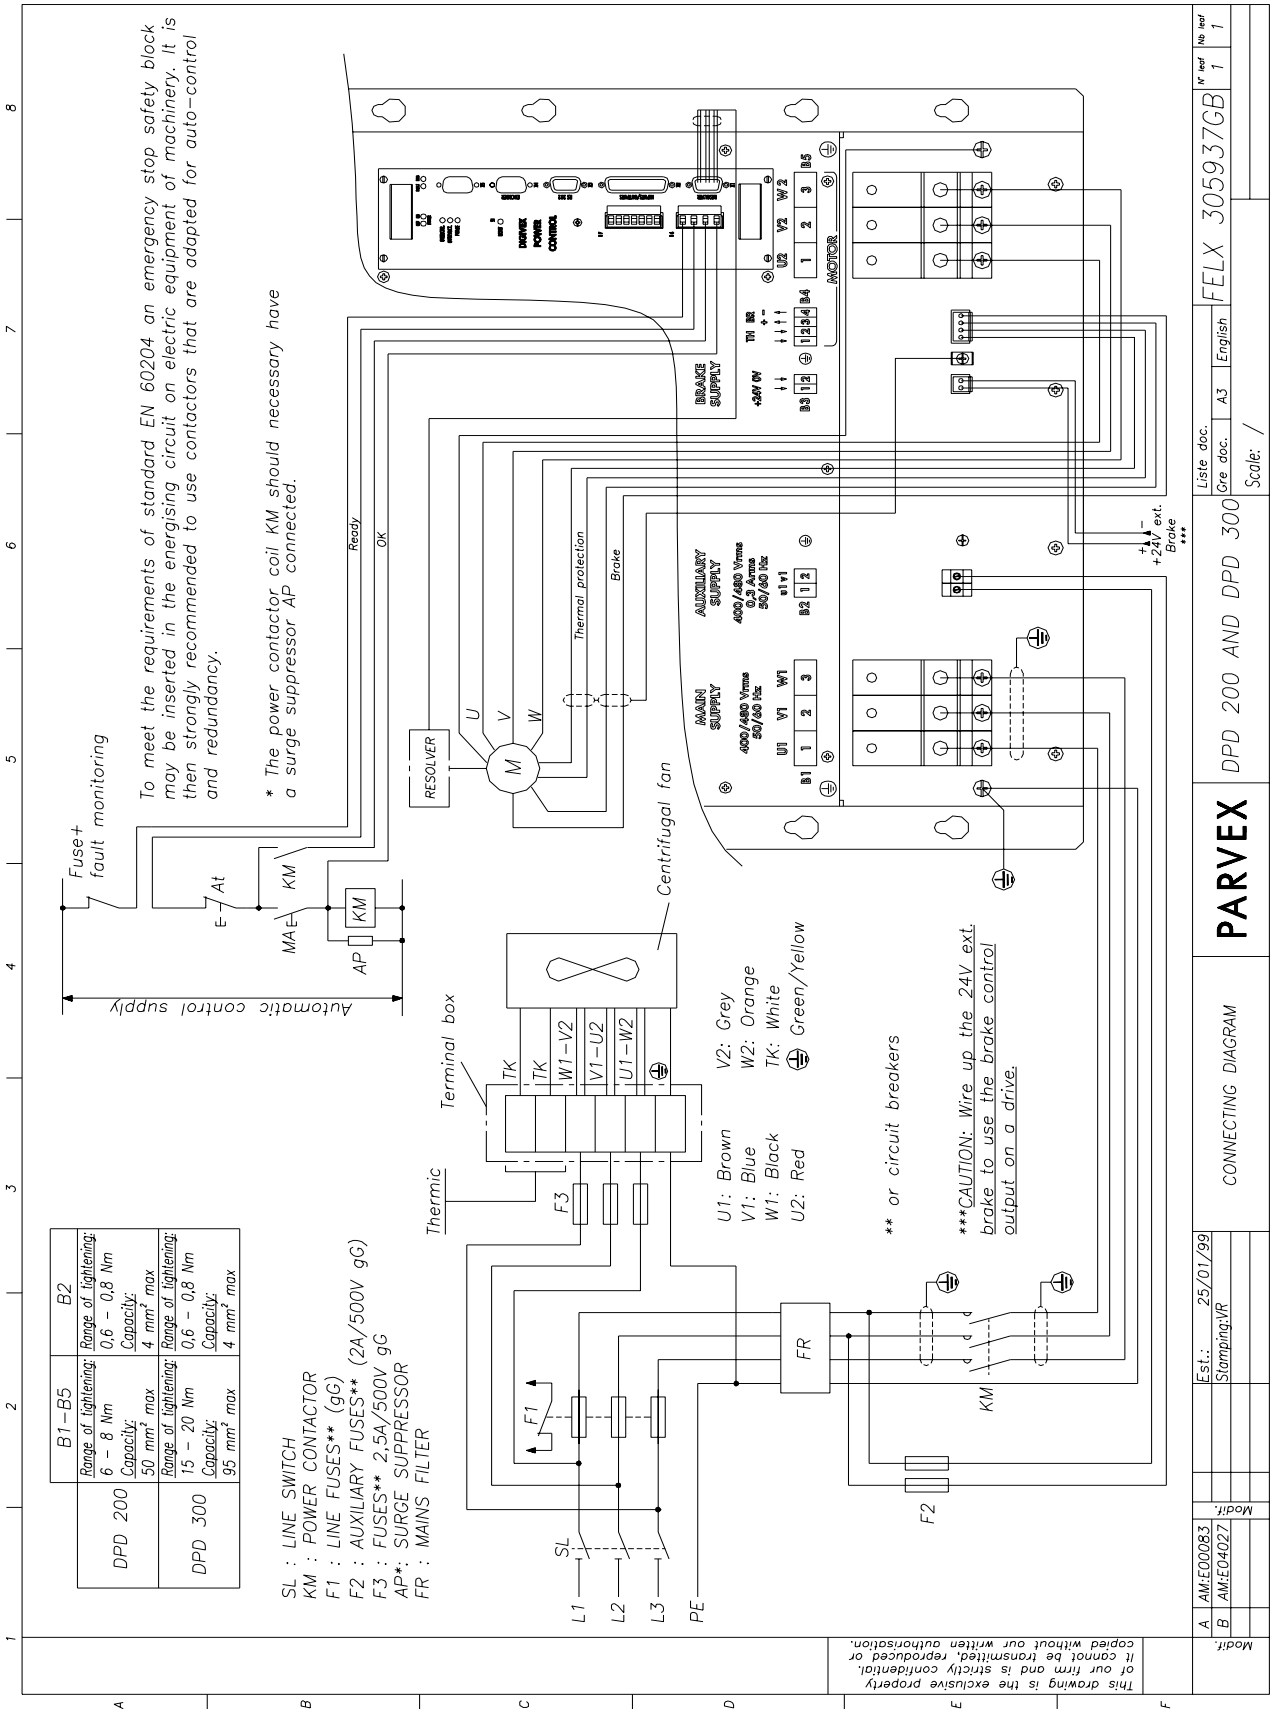 To meet the requirements of standard EN 60204 an emergency stop safety block
may be inserted in the energising circuit on electric equipment of machinery. It is
then strongly recommended to use contactors that are adapted for auto-control
and redundancy.
* The power contactor coil KM should necessary have
a surge suppressor AP connected.
Fuse+
fault monitoring
At
KM
MA
KM
AP
Automatic control supply
Ready
OK
B1-B5
B2
DPD 200
Range of tightening:
6 - 8 Nm
Capacity:
50 mm² max
Range of tightening:
0,6 - 0,8 Nm
Capacity:
4 mm² max
DPD 300
Range of tightening:
15 - 20 Nm
Capacity:
95 mm² max
Range of tightening:
0,6 - 0,8 Nm
Capacity:
4 mm² max
SL : LINE SWITCH
KM : POWER CONTACTOR
F1 : LINE FUSES** (gG)
F2 : AUXILIARY FUSES** (2A/500V gG)
F3 : FUSES** 2,5A/500V gG
AP*: SURGE SUPPRESSOR
FR : MAINS FILTER
RESOLVER
U
V
W
M
Thermal protection
Brake
Terminal box
Thermic
TK
TK
W1-V2
V1-U2
U1-W2
F3
Centrifugal fan
U1: Brown
V1: Blue
W1: Black
U2: Red
V2: Grey
W2: Orange
TK: White
Green/Yellow
** or circuit breakers
***CAUTION: Wire up the 24V ext.
brake to use the brake control
output on a drive.
L1
L2
L3
PE
SL
F1
FR
F2
KM
DIGIVEX
POWER
CONTROL
MAIN
SUPPLY
400/480 Vrms
50/60 Hz
U1 V1 W1
B1 1 2 3
AUXILIARY
SUPPLY
400/480 Vrms
0,3 Arms
50/60 Hz
u1 v1
B2 1 2
BRAKE
SUPPLY
+24V 0V
B3 1 2
TH BR
+ -
1 2 3 4 B4
U2 V2 W2
1 2 3 B5
MOTOR
+ -
+24V ext.
Brake
***
1 2 3 4 5 6 7 8
A B C D E F
This drawing is the exclusive property
of our firm and is strictly confidential.
It cannot be transmitted, reproduced or
copied without our written authorisation.
Modif.
A AM:E00083
B AM:E04027
Modif.
Est.: 25/01/99
Stamping:VR
CONNECTING DIAGRAM
PARVEX
DPD 200 AND DPD 300
Liste doc.
Gre doc. A3 English
Scale: /
FELX 305937GB
N° leaf 1
Nb leaf 1